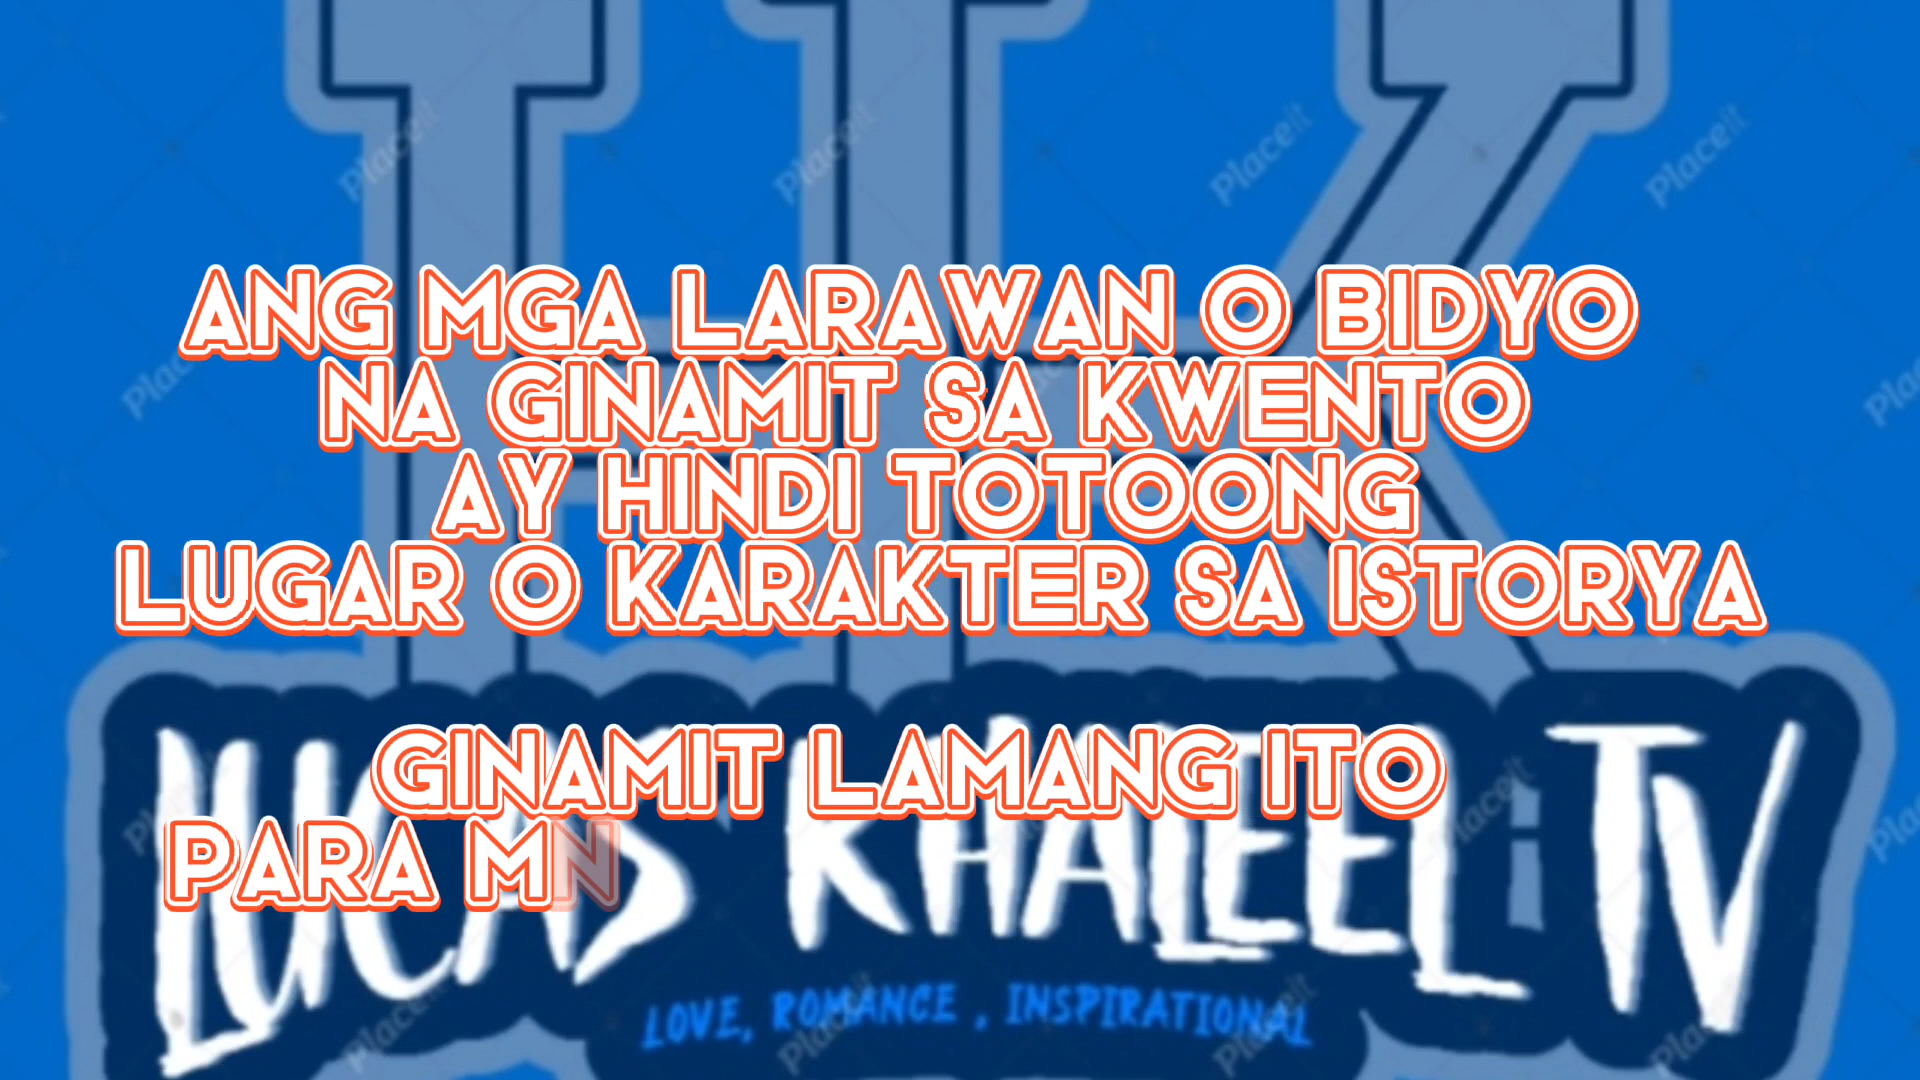 ANG MGA LARAWAN O BIDYO
NA GINAMIT SA KWENTO
AY HINDI TOTOONG
LUGAR O KARAKTER SA ISTORYA
GINAMIT LAMANG ITO
PARA MN
LUCAS KHALEEL TV
LOVE, ROMANCE , INSPIRATIONAL
Placeit